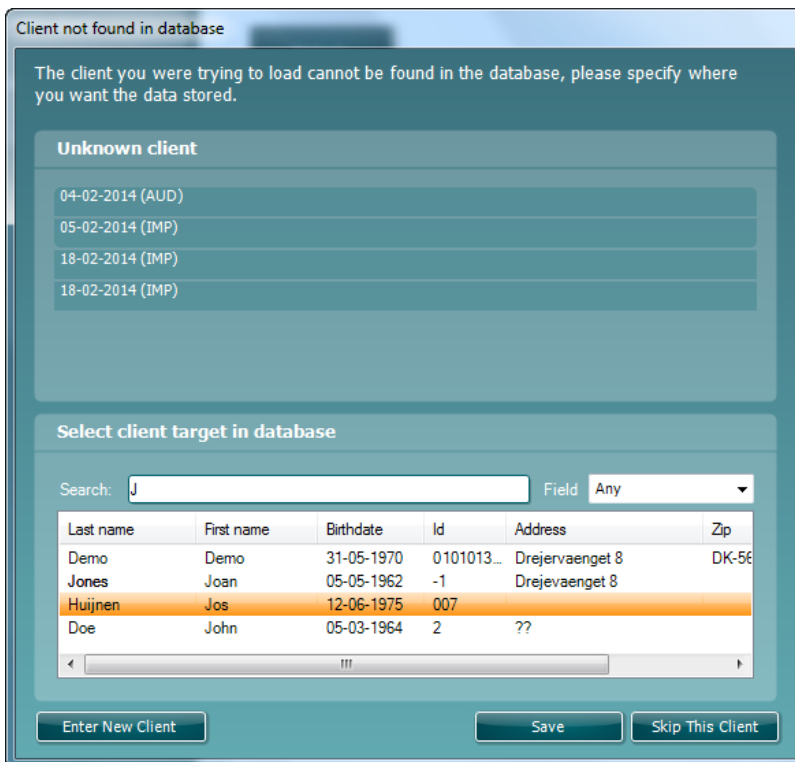 Client not found in database
The client you were trying to load cannot be found in the database, please specify where
you want the data stored.
Unknown client
04-02-2014 (AUD)
05-02-2014 (IMP)
18-02-2014 (IMP)
18-02-2014 (IMP)
Select client target in database
Search: J Field Any
Last name First name Birthdate Id Address Zip
Demo Demo 31-05-1970 0101013... Drejervaenget 8 DK-56
Jones Joan 05-05-1962 -1 Drejevaenget 8
Huijnen Jos 12-06-1975 007
Doe John 05-03-1964 2 ??
Enter New Client Save Skip This Client